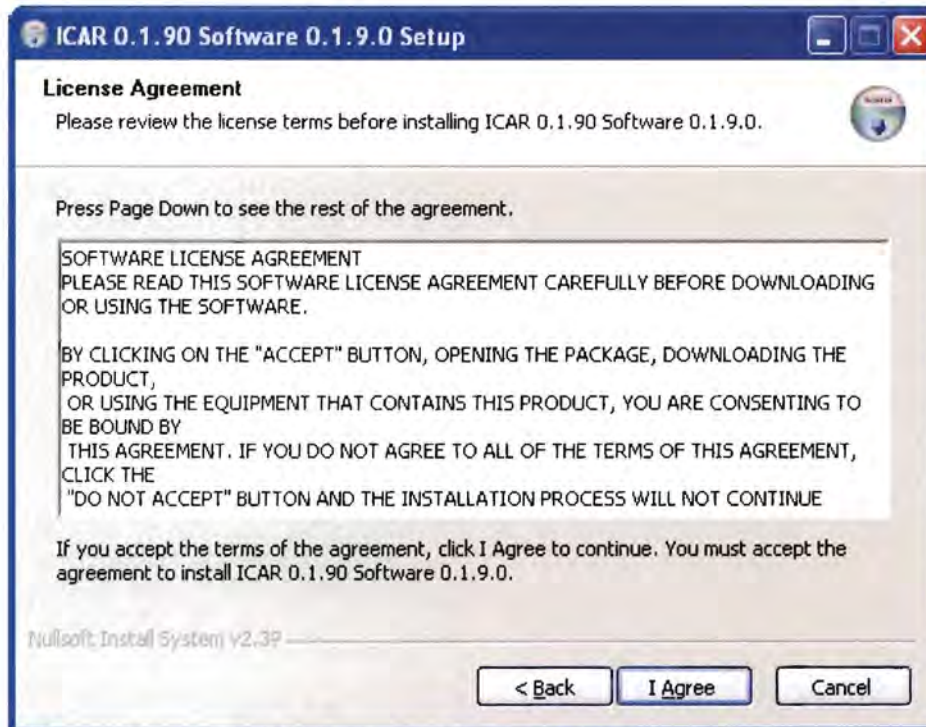 ICAR 0.1.90 Software 0.1.9.0 Setup
License Agreement
Please review the license terms before installing ICAR 0.1.90 Software 0.1.9.0.
Press Page Down to see the rest of the agreement.
SOFTWARE LICENSE AGREEMENT
PLEASE READ THIS SOFTWARE LICENSE AGREEMENT CAREFULLY BEFORE DOWNLOADING
OR USING THE SOFTWARE.
BY CLICKING ON THE "ACCEPT" BUTTON, OPENING THE PACKAGE, DOWNLOADING THE
PRODUCT,
OR USING THE EQUIPMENT THAT CONTAINS THIS PRODUCT, YOU ARE CONSENTING TO
BE BOUND BY
THIS AGREEMENT. IF YOU DO NOT AGREE TO ALL OF THE TERMS OF THIS AGREEMENT,
CLICK THE
"DO NOT ACCEPT" BUTTON AND THE INSTALLATION PROCESS WILL NOT CONTINUE
If you accept the terms of the agreement, click I Agree to continue. You must accept the
agreement to install ICAR 0.1.90 Software 0.1.9.0.
Nullsoft Install System
< Back
I Agree
Cancel